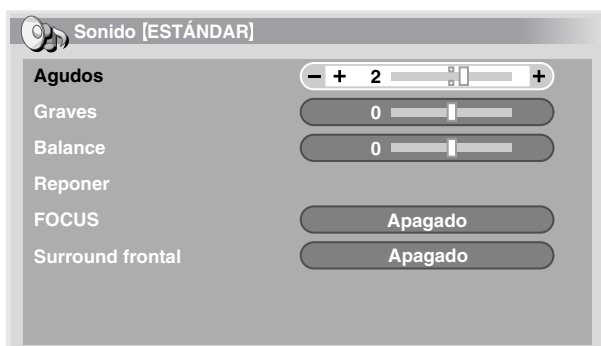 Sonido [ESTÁNDAR]
Agudos − + 2 +
Graves 0
Balance 0
Reponer
FOCUS Apagado
Surround frontal Apagado